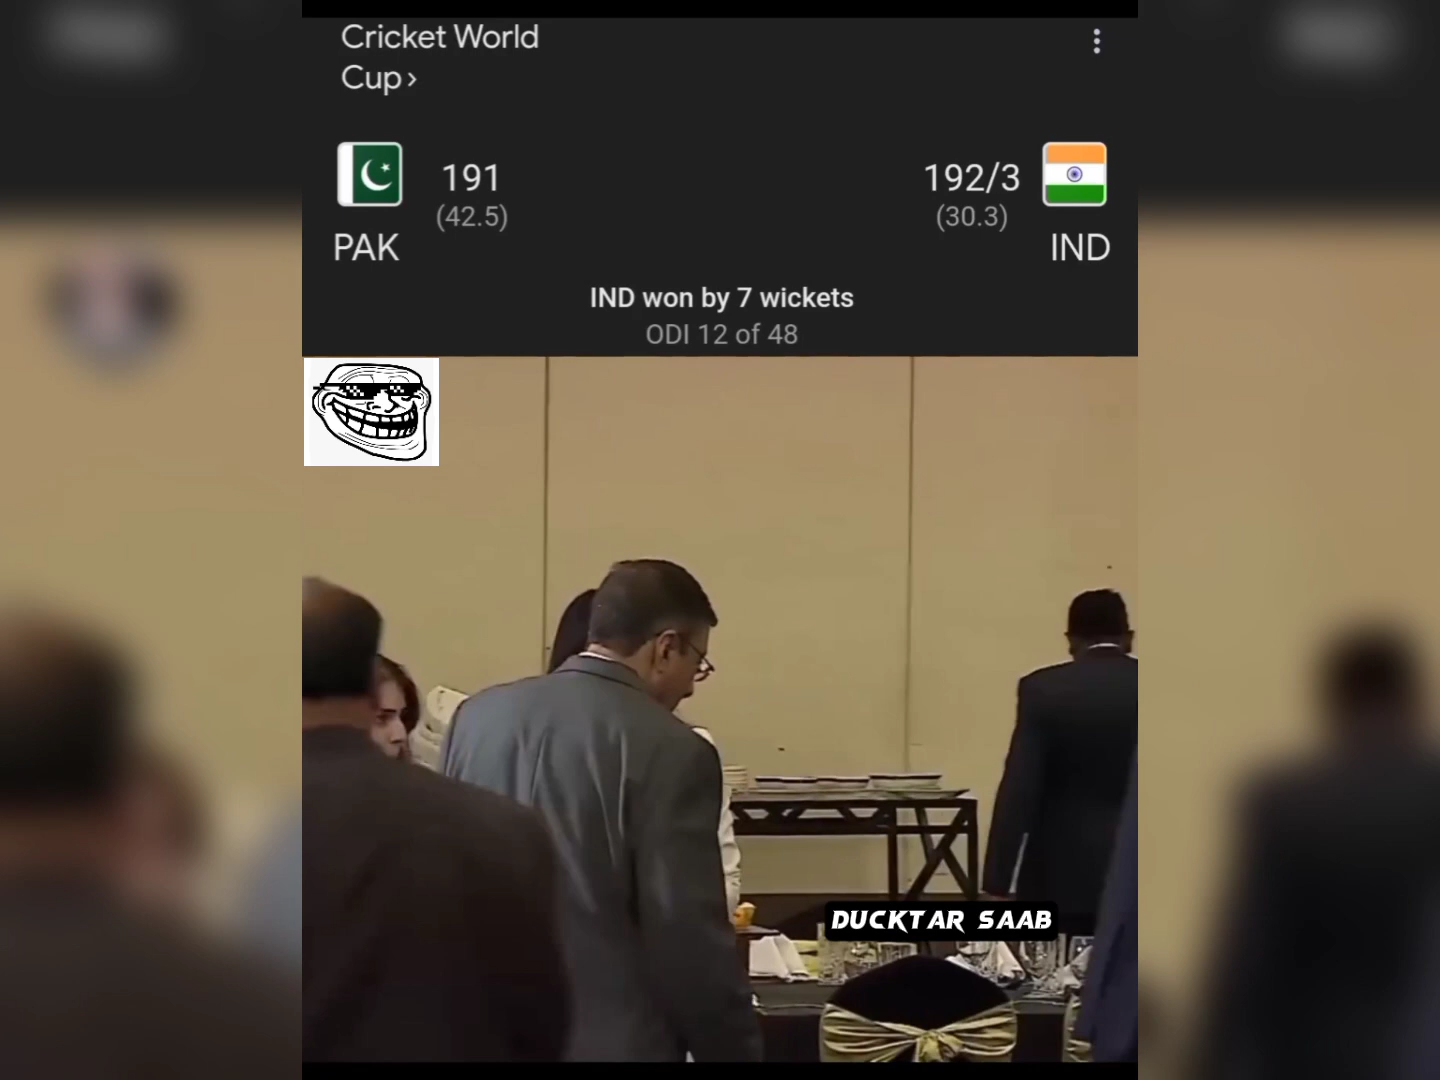 Cricket World
Cup ›
191
192/3
(42.5)
(30.3)
PAK
IND
IND won by 7 wickets
ODI 12 of 48
DUCKTAR SAAB